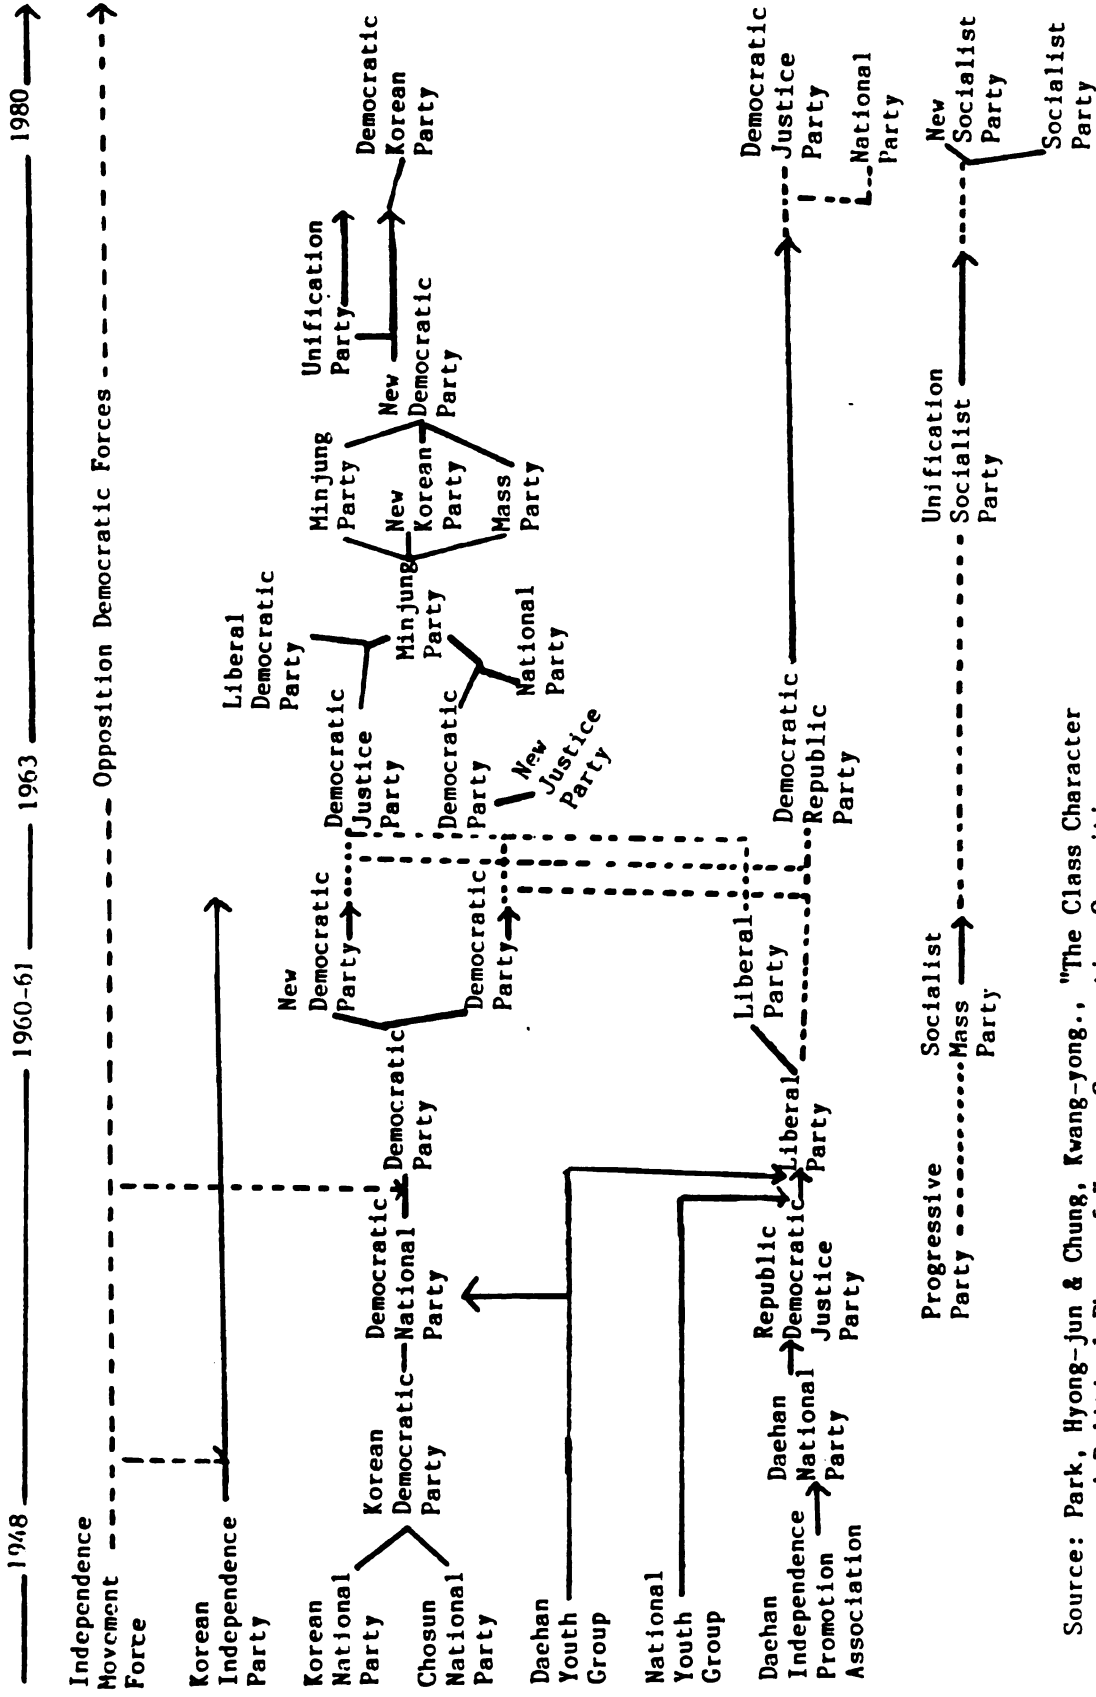 1948
1960-61
1963
1980
Independence
Movement
Force
Opposition Democratic Forces
Korean
Independence
Party
Korean
National
Party
Chosun
National
Party
Korean
Democratic
Party
Democratic
National
Party
Democratic
Party
New
Democratic
Party
Democratic
Party
Liberal
Democratic
Party
Democratic
Justice
Party
Democratic
Party
New
Justice
Party
Minjung
Party
National
Party
Minjung
Party
New
Korean
Party
Mass
Party
New
Democratic
Party
Unification
Party
Democratic
Korean
Party
Daehan
Youth
Group
National
Youth
Group
Daehan
Independence
Promotion
Association
Daehan
National
Party
Republic
Democratic
Justice
Party
Liberal
Party
Liberal
Party
Democratic
Republic
Party
Democratic
Justice
Party
National
Party
Progressive
Party
Socialist
Mass
Party
Unification
Socialist
Party
New
Socialist
Party
Socialist
Party
Source: Park, Hyong-jun & Chung, Kwang-yong., "The Class Character